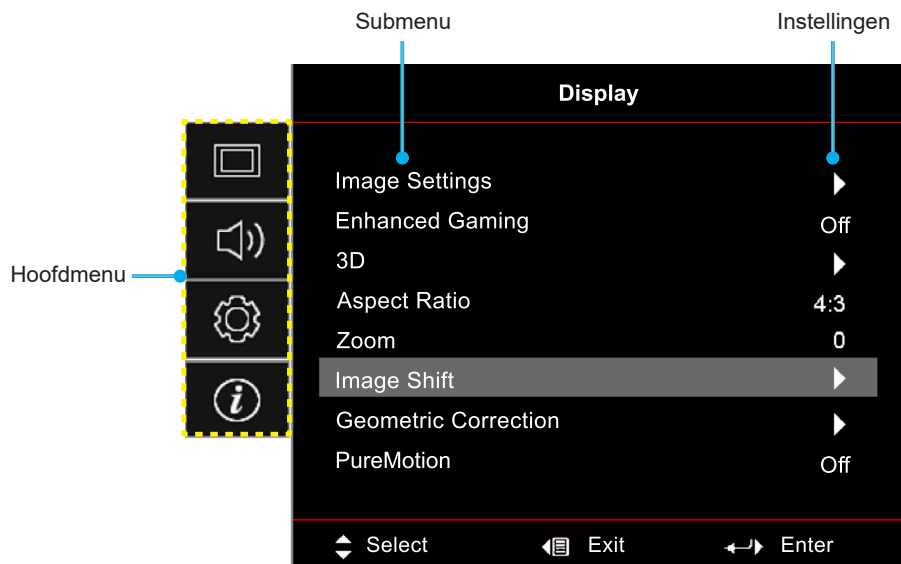 Submenu Instellingen
Display
Image Settings
Enhanced Gaming Off
3D
Hoofdmenu
Aspect Ratio 4:3
Zoom 0
Image Shift
Geometric Correction
PureMotion Off
Select Exit Enter